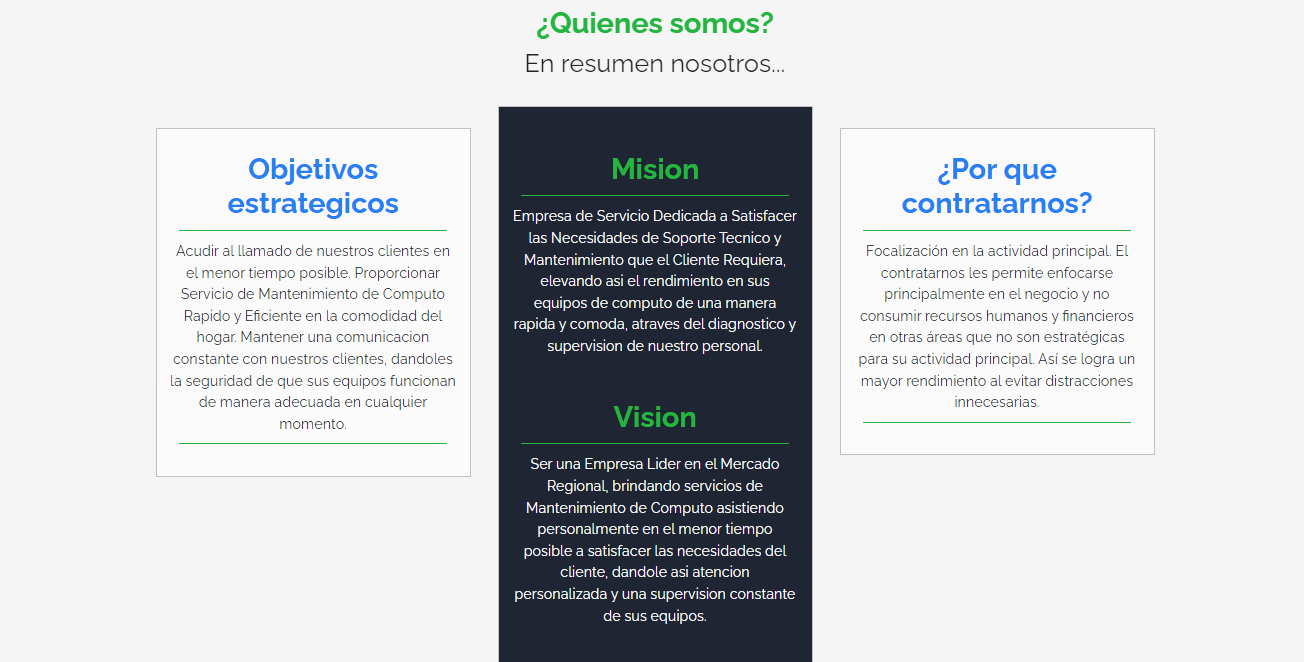 ¿Quienes somos?
En resumen nosotros...
Objetivos
estrategicos
Acudir al llamado de nuestros clientes en
el menor tiempo posible. Proporcionar
Servicio de Mantenimiento de Computo
Rapido y Eficiente en la comodidad del
hogar. Mantener una comunicacion
constante con nuestros clientes, dandoles
la seguridad de que sus equipos funcionan
de manera adecuada en cualquier
momento.
Mision
Empresa de Servicio Dedicada a Satisfacer
las Necesidades de Soporte Tecnico y
Mantenimiento que el Cliente Requiera,
elevando asi el rendimiento en sus
equipos de computo de una manera
rapida y comoda, atraves del diagnostico y
supervision de nuestro personal.
Vision
Ser una Empresa Lider en el Mercado
Regional, brindando servicios de
Mantenimiento de Computo asistiendo
personalmente en el menor tiempo
posible a satisfacer las necesidades del
cliente, dandole asi atencion
personalizada y una supervision constante
de sus equipos.
¿Por que
contratarnos?
Focalización en la actividad principal. El
contratarnos les permite enfocarse
principalmente en el negocio y no
consumir recursos humanos y financieros
en otras áreas que no son estratégicas
para su actividad principal. Así se logra un
mayor rendimiento al evitar distracciones
innecesarias.